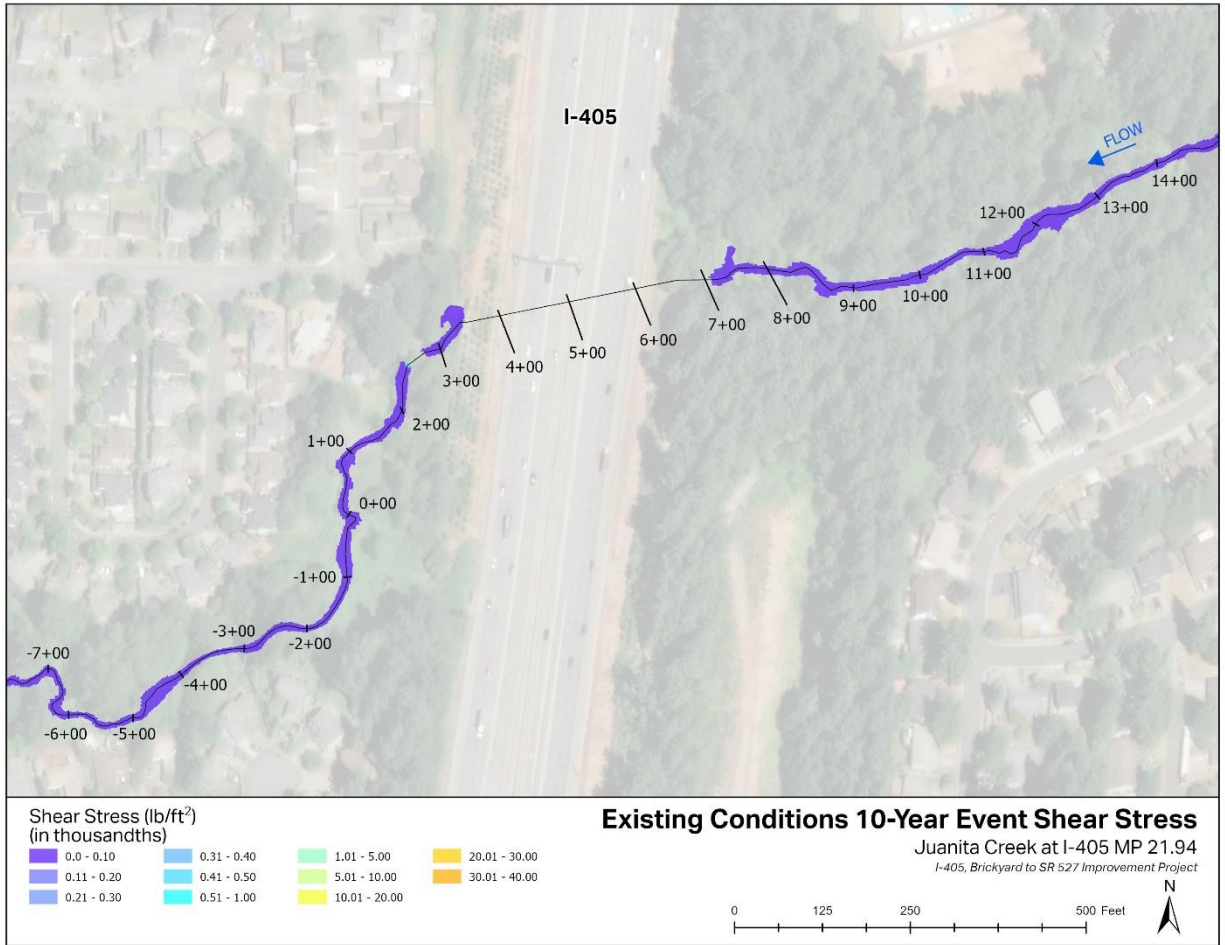 I-405
FLOW
14+00
13+00
12+00
11+00
10+00
9+00
8+00
7+00
6+00
5+00
4+00
3+00
2+00
1+00
0+00
-1+00
-2+00
-3+00
-4+00
-5+00
-6+00
-7+00
Shear Stress (lb/ft²)
(in thousandths)
0.0 - 0.10
0.11 - 0.20
0.21 - 0.30
0.31 - 0.40
0.41 - 0.50
0.51 - 1.00
1.01 - 5.00
5.01 - 10.00
10.01 - 20.00
20.01 - 30.00
30.01 - 40.00
Existing Conditions 10-Year Event Shear Stress
Juanita Creek at I-405 MP 21.94
I-405, Brickyard to SR 527 Improvement Project
N
0 125 250 500 Feet